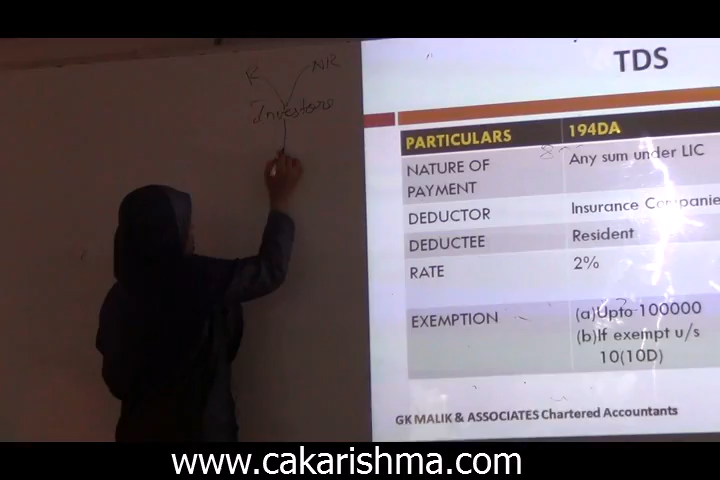 R NR
Investors
TDS
PARTICULARS 194DA
NATURE OF PAYMENT Any sum under LIC
DEDUCTOR Insurance Companie
DEDUCTEE Resident
RATE 2%
EXEMPTION (a)Upto 100000
(b)If exempt u/s
10(10D)
GK MALIK & ASSOCIATES Chartered Accountants
www.cakarishma.com